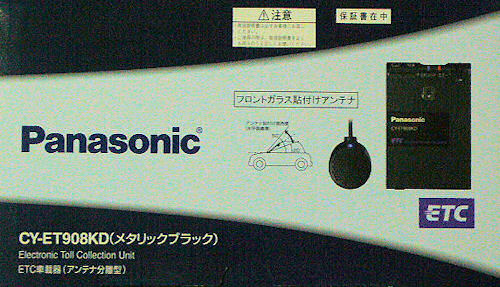 ⚠注意
保証書在中
フロントガラス貼付けアンテナ
Panasonic®
Panasonic
CY-ET908KD
ETC
ETC
CY-ET908KD(メタリックブラック)
Electronic Toll Collection Unit
ETC車載器(アンテナ分離型)